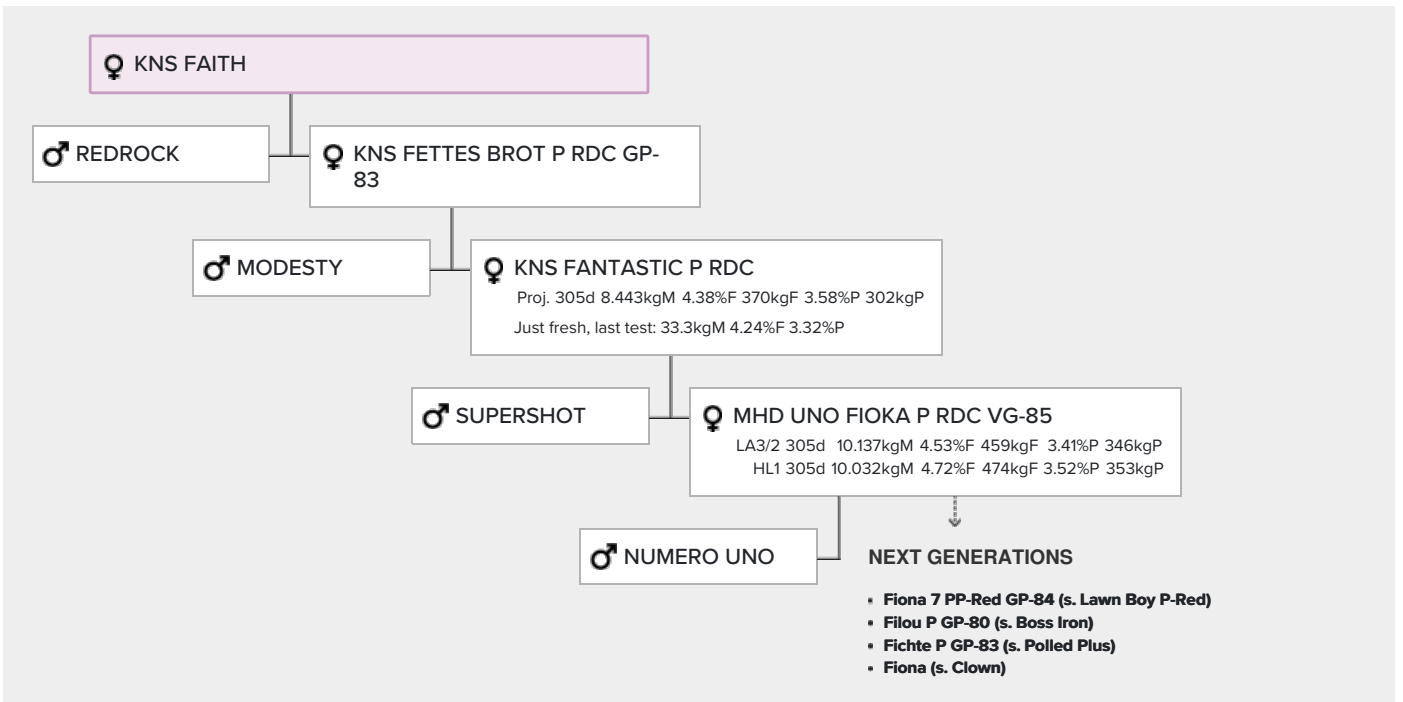 KNS FAITH
REDROCK
KNS FETTES BROT P RDC GP-
83
MODESTY
KNS FANTASTIC P RDC
Proj. 305d 8.443kgM 4.38%F 370kgF 3.58%P 302kgP
Just fresh, last test: 33.3kgM 4.24%F 3.32%P
SUPERSHOT
MHD UNO FIOKA P RDC VG-85
LA3/2 305d 10.137kgM 4.53%F 459kgF 3.41%P 346kgP
HL1 305d 10.032kgM 4.72%F 474kgF 3.52%P 353kgP
NUMERO UNO
NEXT GENERATIONS
• Fiona 7 PP-Red GP-84 (s. Lawn Boy P-Red)
• Filou P GP-80 (s. Boss Iron)
• Fichte P GP-83 (s. Polled Plus)
• Fiona (s. Clown)